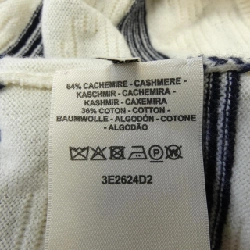 64% CACHEMIRE - CASHMERE -
KASCHMIR - CACHEMIRA -
KASHMIR - CAXEMIRA
36% COTON - COTTON -
BAUMWOLLE - ALGODÓN - COTONE
- ALGODÃO
P
3E2624D2